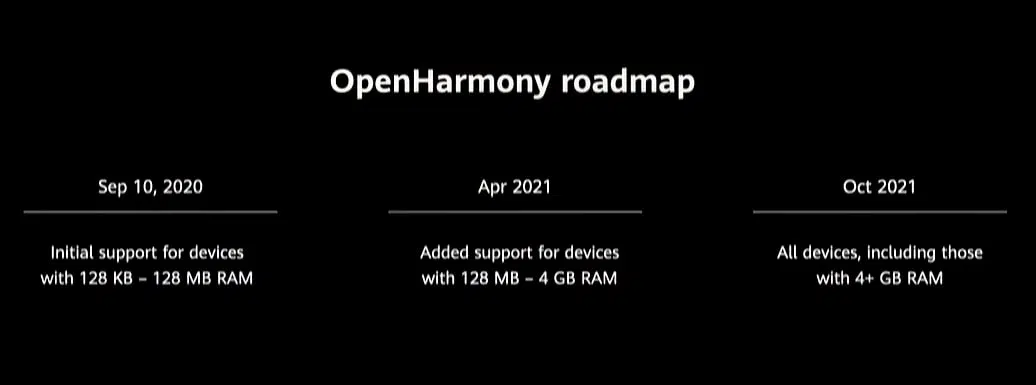 OpenHarmony roadmap
Sep 10, 2020
Initial support for devices
with 128 KB – 128 MB RAM
Apr 2021
Added support for devices
with 128 MB – 4 GB RAM
Oct 2021
All devices, including those
with 4+ GB RAM